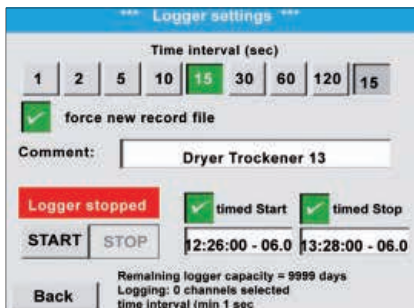 *** Logger settings ***
Time interval (sec)
1 2 5 10 15 30 60 120 15
force new record file
Comment: Dryer Trockener 13
Logger stopped timed Start timed Stop
START STOP 12:26:00 - 06.0 13:28:00 - 06.0
Remaining logger capacity = 9999 days
Back Logging: 0 channels selected
time interval (min 1 sec